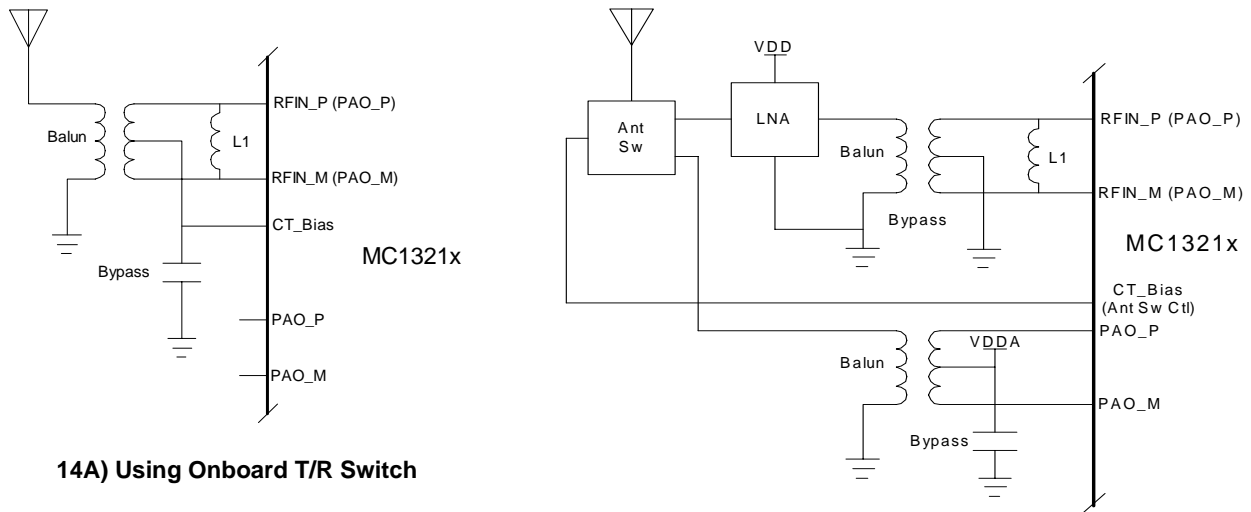 RFIN_P (PAO_P)
Balun
L1
RFIN_M (PAO_M)
CT_Bias
MC1321x
Bypass
PAO_P
PAO_M
14A) Using Onboard T/R Switch
VDD
Ant
Sw
LNA
RFIN_P (PAO_P)
Balun
L1
RFIN_M (PAO_M)
Bypass
MC1321x
CT_Bias
(Ant Sw Ctl)
PAO_P
VDDA
Balun
PAO_M
Bypass